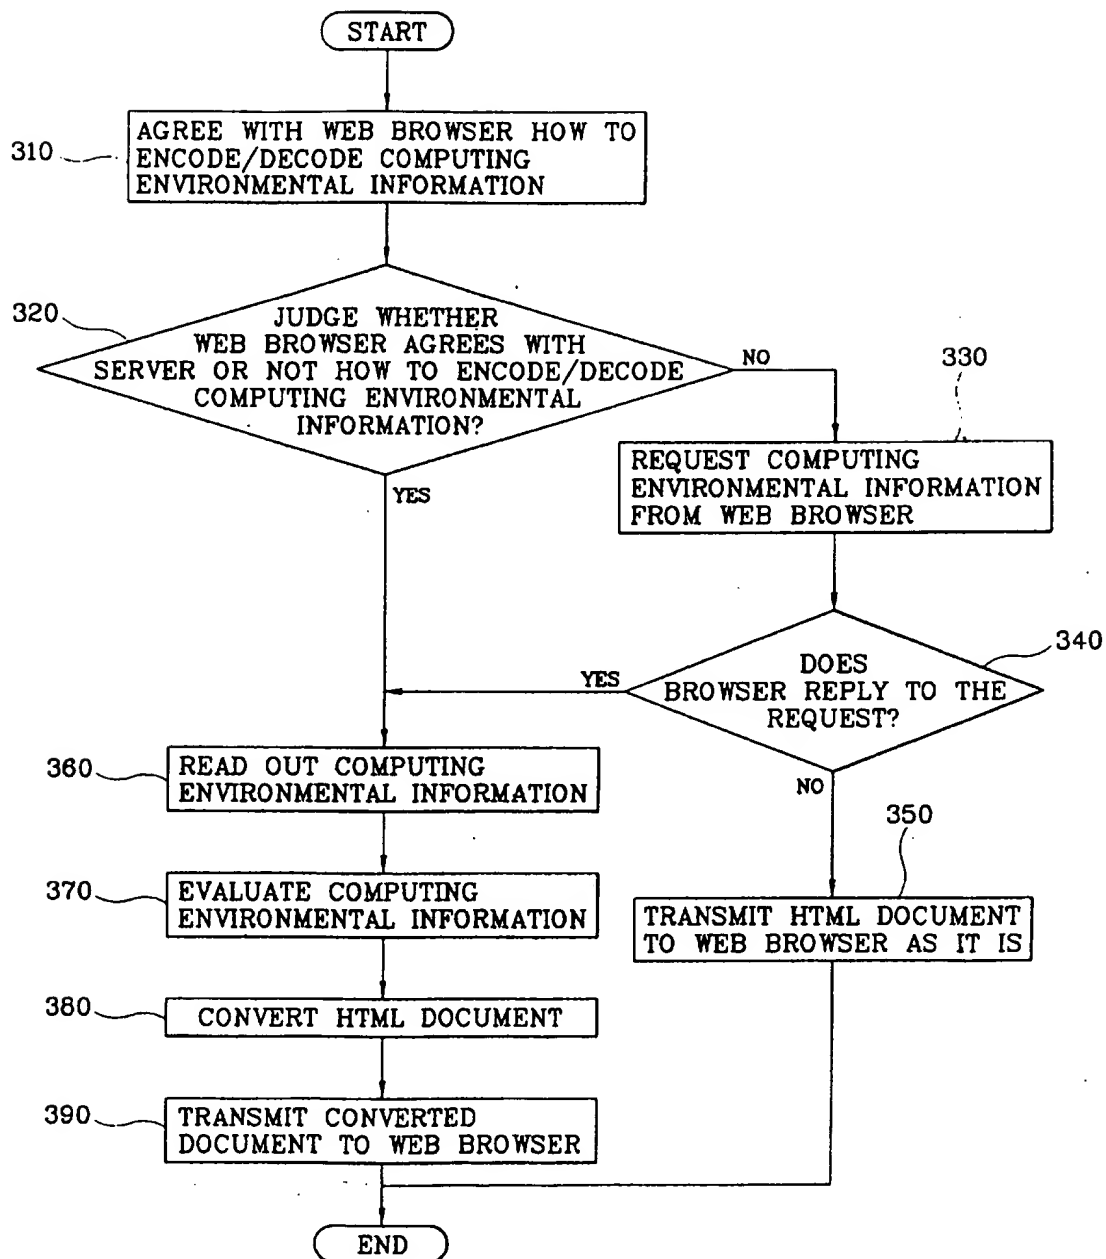 START
310
AGREE WITH WEB BROWSER HOW TO
ENCODE/DECODE COMPUTING
ENVIRONMENTAL INFORMATION
320
JUDGE WHETHER
WEB BROWSER AGREES WITH
SERVER OR NOT HOW TO ENCODE/DECODE
COMPUTING ENVIRONMENTAL
INFORMATION?
NO
YES
330
REQUEST COMPUTING
ENVIRONMENTAL INFORMATION
FROM WEB BROWSER
340
DOES
BROWSER REPLY TO THE
REQUEST?
YES
NO
360
READ OUT COMPUTING
ENVIRONMENTAL INFORMATION
350
TRANSMIT HTML DOCUMENT
TO WEB BROWSER AS IT IS
370
EVALUATE COMPUTING
ENVIRONMENTAL INFORMATION
380
CONVERT HTML DOCUMENT
390
TRANSMIT CONVERTED
DOCUMENT TO WEB BROWSER
END